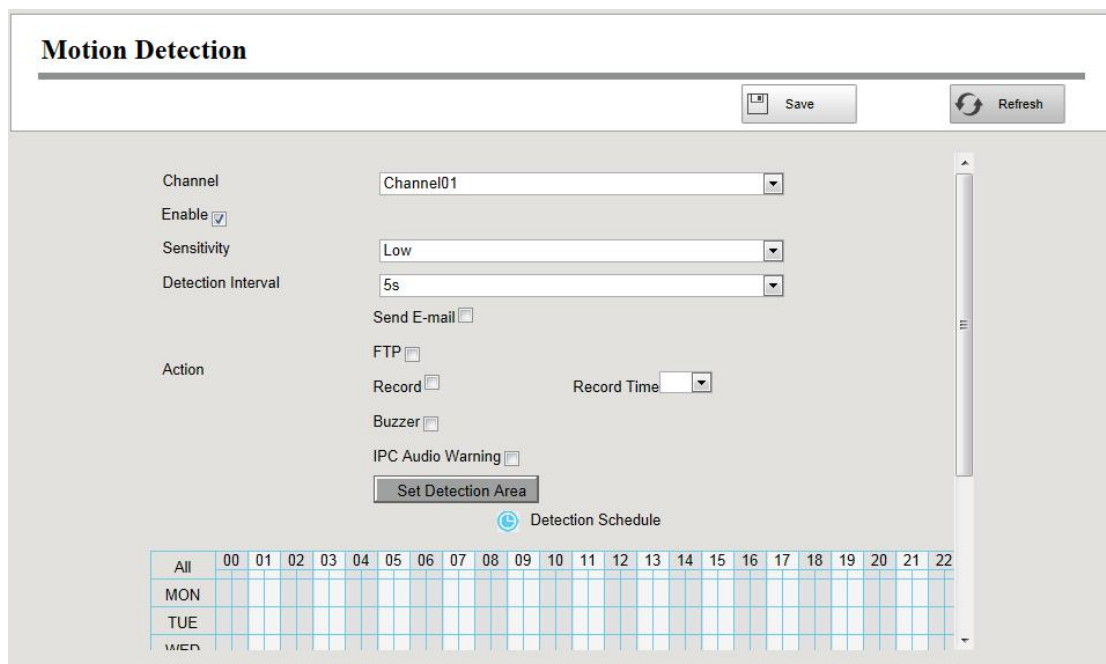 Motion Detection
Save Refresh
Channel Channel01
Enable
Sensitivity Low
Detection Interval 5s
Send E-mail
FTP
Action
Record Record Time
Buzzer
IPC Audio Warning
Set Detection Area
Detection Schedule
All 00 01 02 03 04 05 06 07 08 09 10 11 12 13 14 15 16 17 18 19 20 21 22
MON
TUE
WED